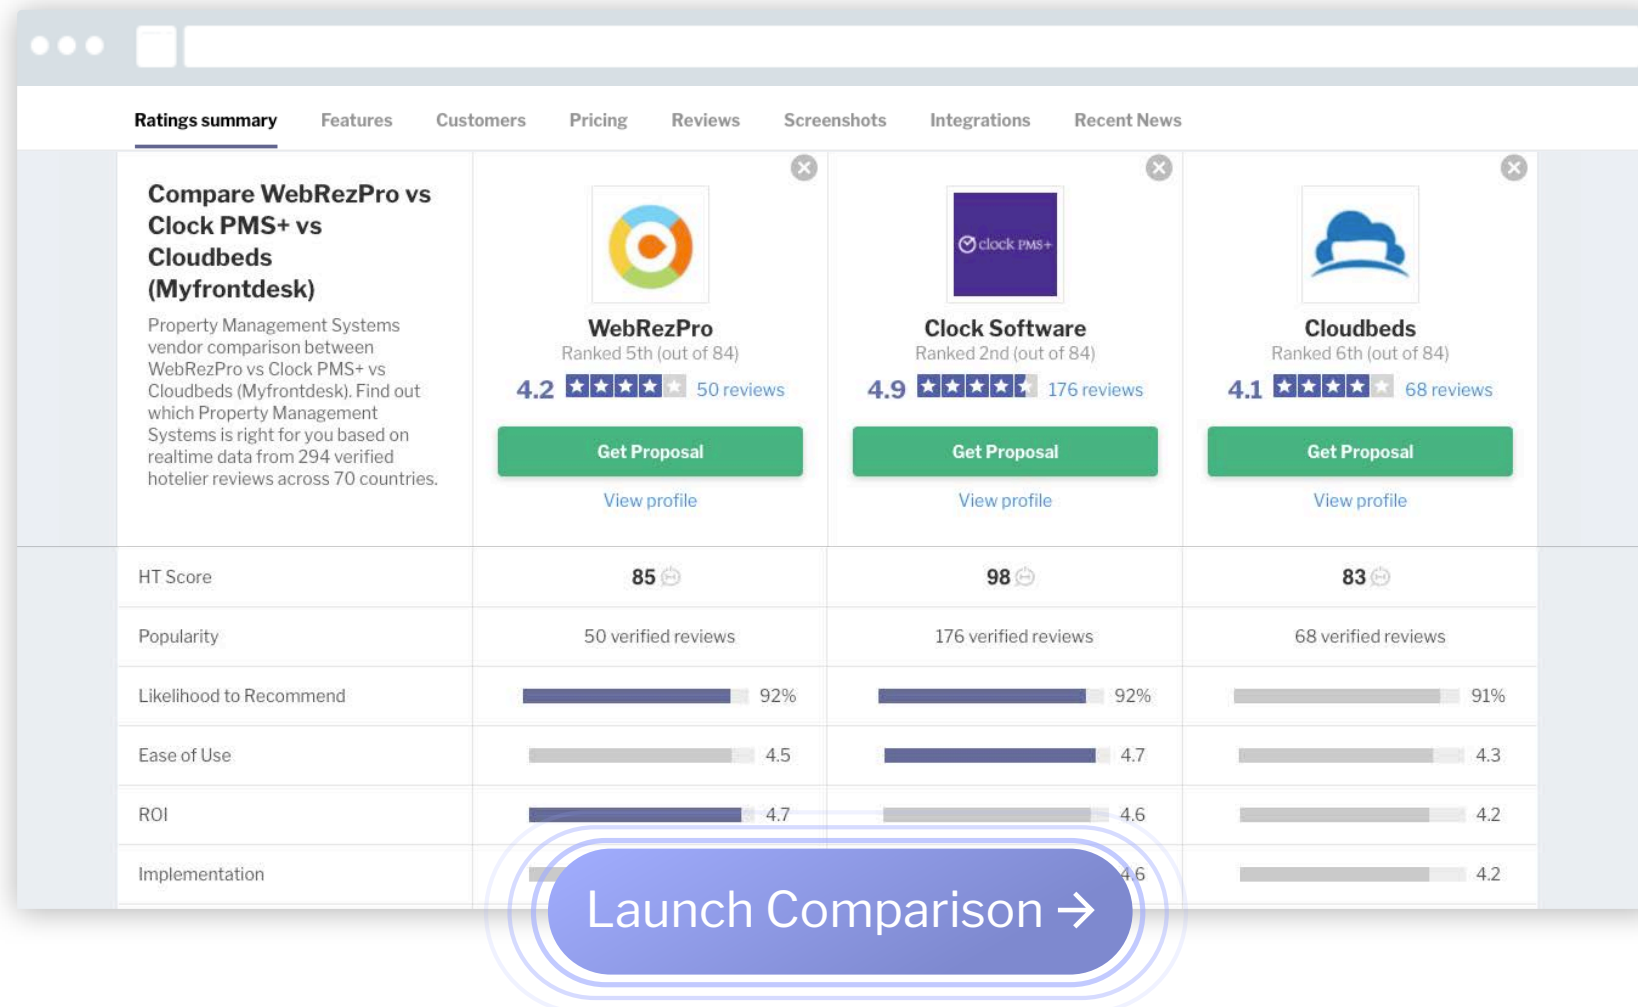 Ratings summary Features Customers Pricing Reviews Screenshots Integrations Recent News
Compare WebRezPro vs
Clock PMS+ vs
Cloudbeds
(Myfrontdesk)
Property Management Systems
vendor comparison between
WebRezPro vs Clock PMS+ vs
Cloudbeds (Myfrontdesk). Find out
which Property Management
Systems is right for you based on
realtime data from 294 verified
hotelier reviews across 70 countries.
WebRezPro
Ranked 5th (out of 84)
4.2 50 reviews
Get Proposal
View profile
clock PMS+
Clock Software
Ranked 2nd (out of 84)
4.9 176 reviews
Get Proposal
View profile
Cloudbeds
Ranked 6th (out of 84)
4.1 68 reviews
Get Proposal
View profile
HT Score 85 98 83
Popularity 50 verified reviews 176 verified reviews 68 verified reviews
Likelihood to Recommend 92% 92% 91%
Ease of Use 4.5 4.7 4.3
ROI 4.7 4.6 4.2
Implementation 4.6 4.2
Launch Comparison →